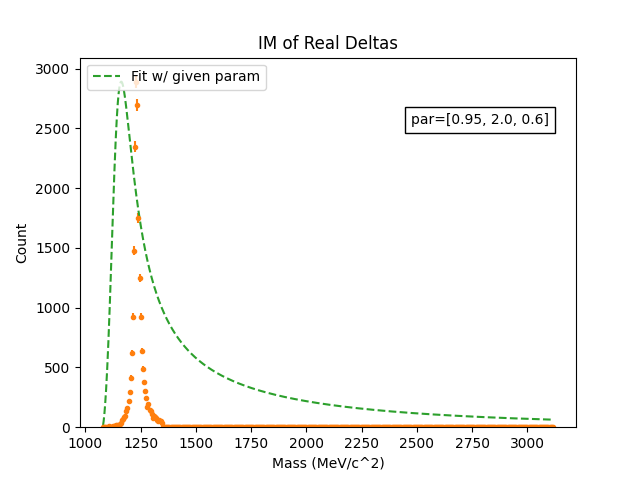 IM of Real Deltas
Fit w/ given param
par=[0.95, 2.0, 0.6]
Count
3000
2500
2000
1500
1000
500
0
1000 1250 1500 1750 2000 2250 2500 2750 3000
Mass (MeV/c^2)